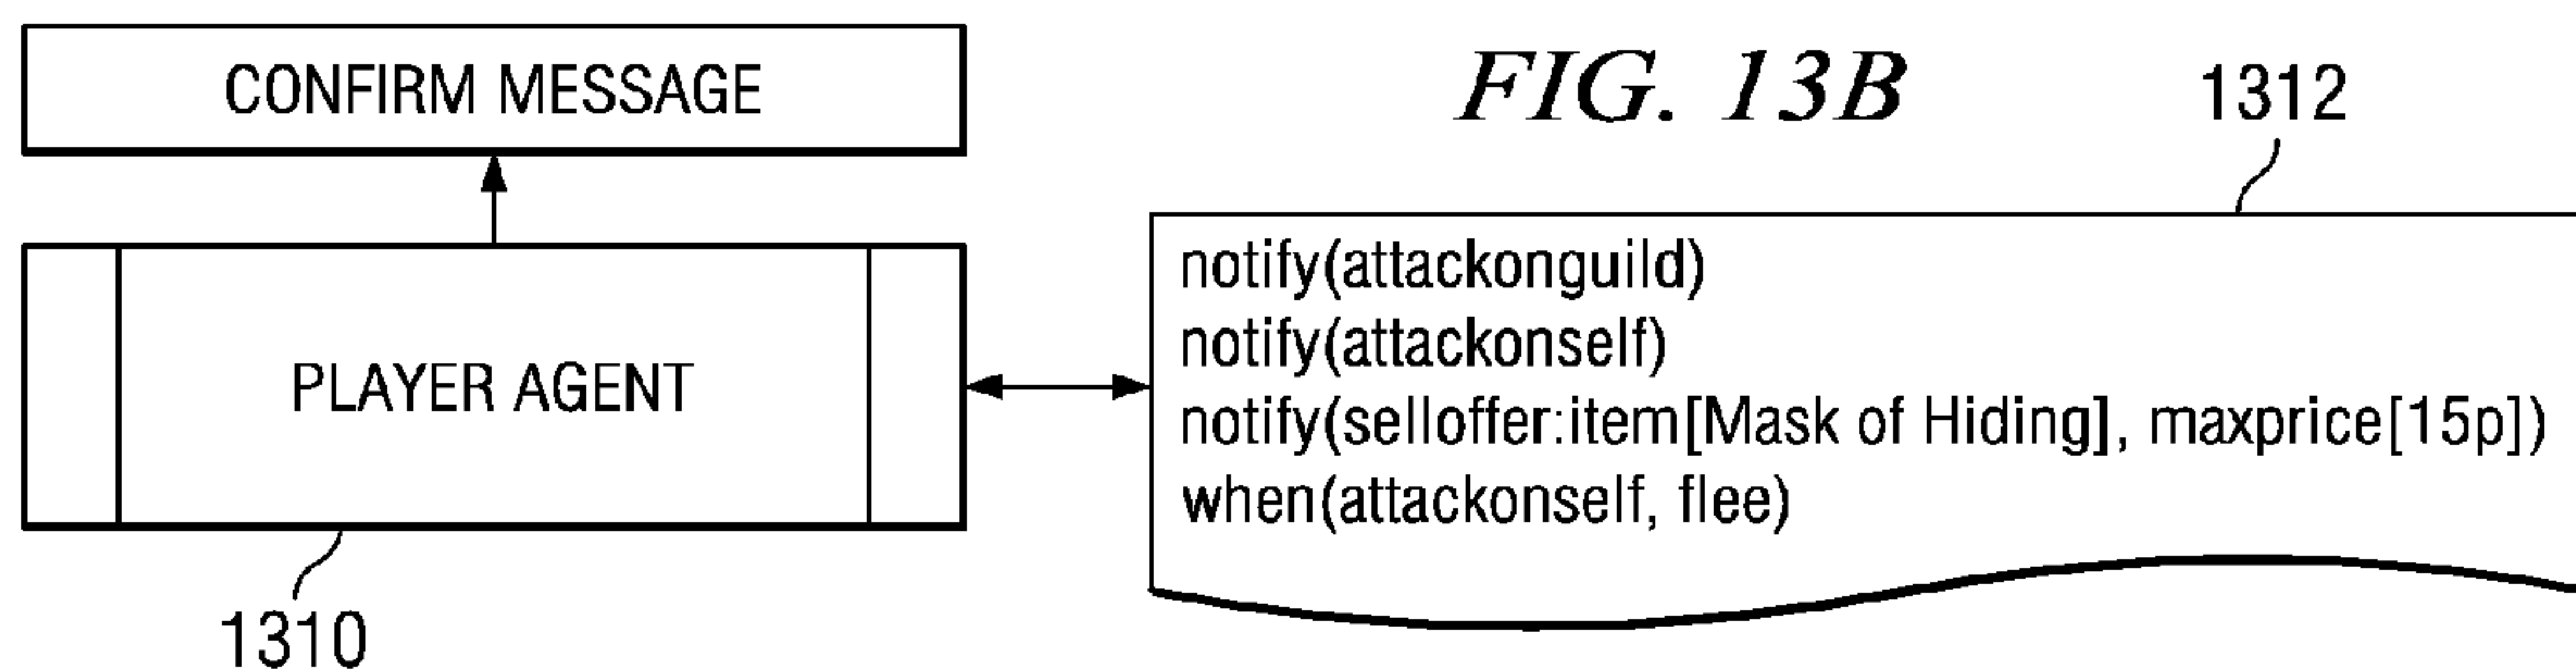 CONFIRM MESSAGE
FIG. 13B
1312
PLAYER AGENT
1310
notify(attackonguild)
notify(attackonself)
notify(selloffer:item[Mask of Hiding], maxprice[15p])
when(attackonself, flee)